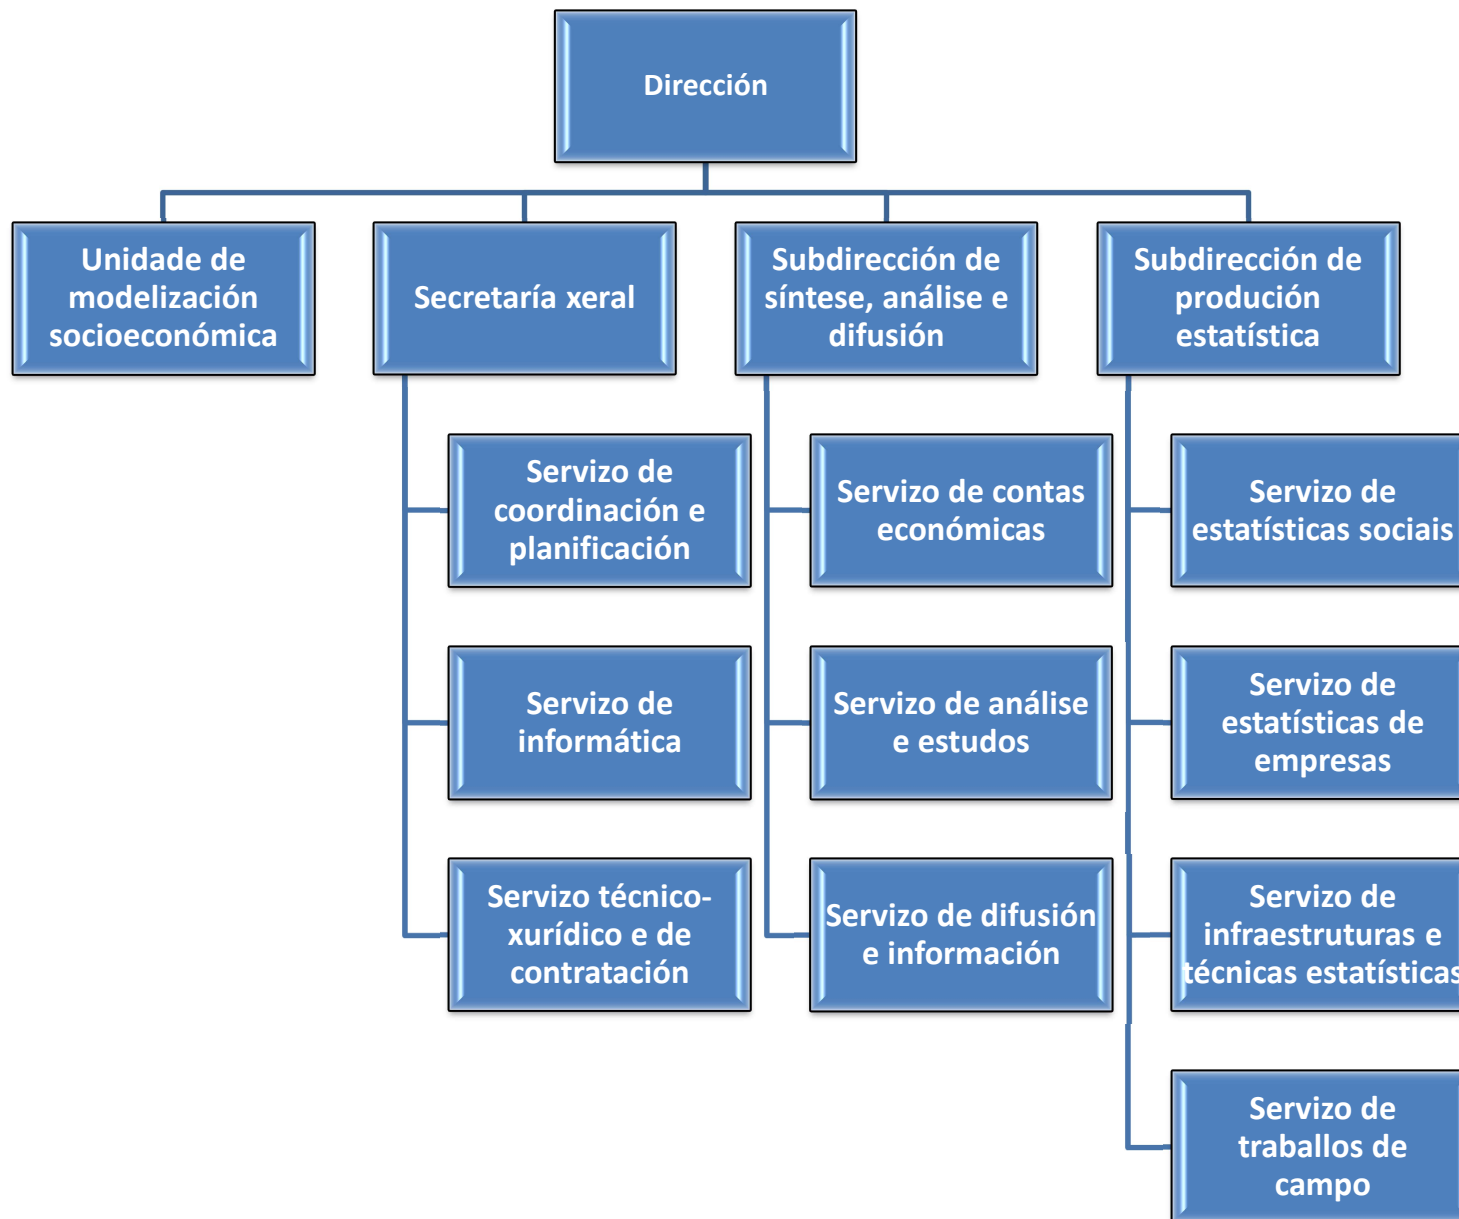 Dirección
Unidade de
modelización
socioeconómica
Secretaría xeral
Subdirección de
síntese, análise e
difusión
Subdirección de
produción
estatística
Servizo de
coordinación e
planificación
Servizo de contas
económicas
Servizo de
estatísticas sociais
Servizo de
informática
Servizo de análise
e estudos
Servizo de
estatísticas de
empresas
Servizo técnico-
xurídico e de
contratación
Servizo de difusión
e información
Servizo de
infraestruturas e
técnicas estatísticas
Servizo de
traballos de
campo